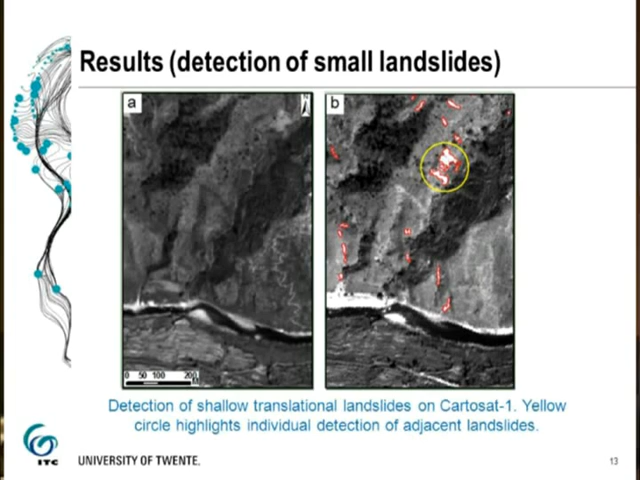 Results (detection of small landslides)
a
b
N
0 50 100 200
Detection of shallow translational landslides on Cartosat-1. Yellow
circle highlights individual detection of adjacent landslides.
ITC
UNIVERSITY OF TWENTE.
13